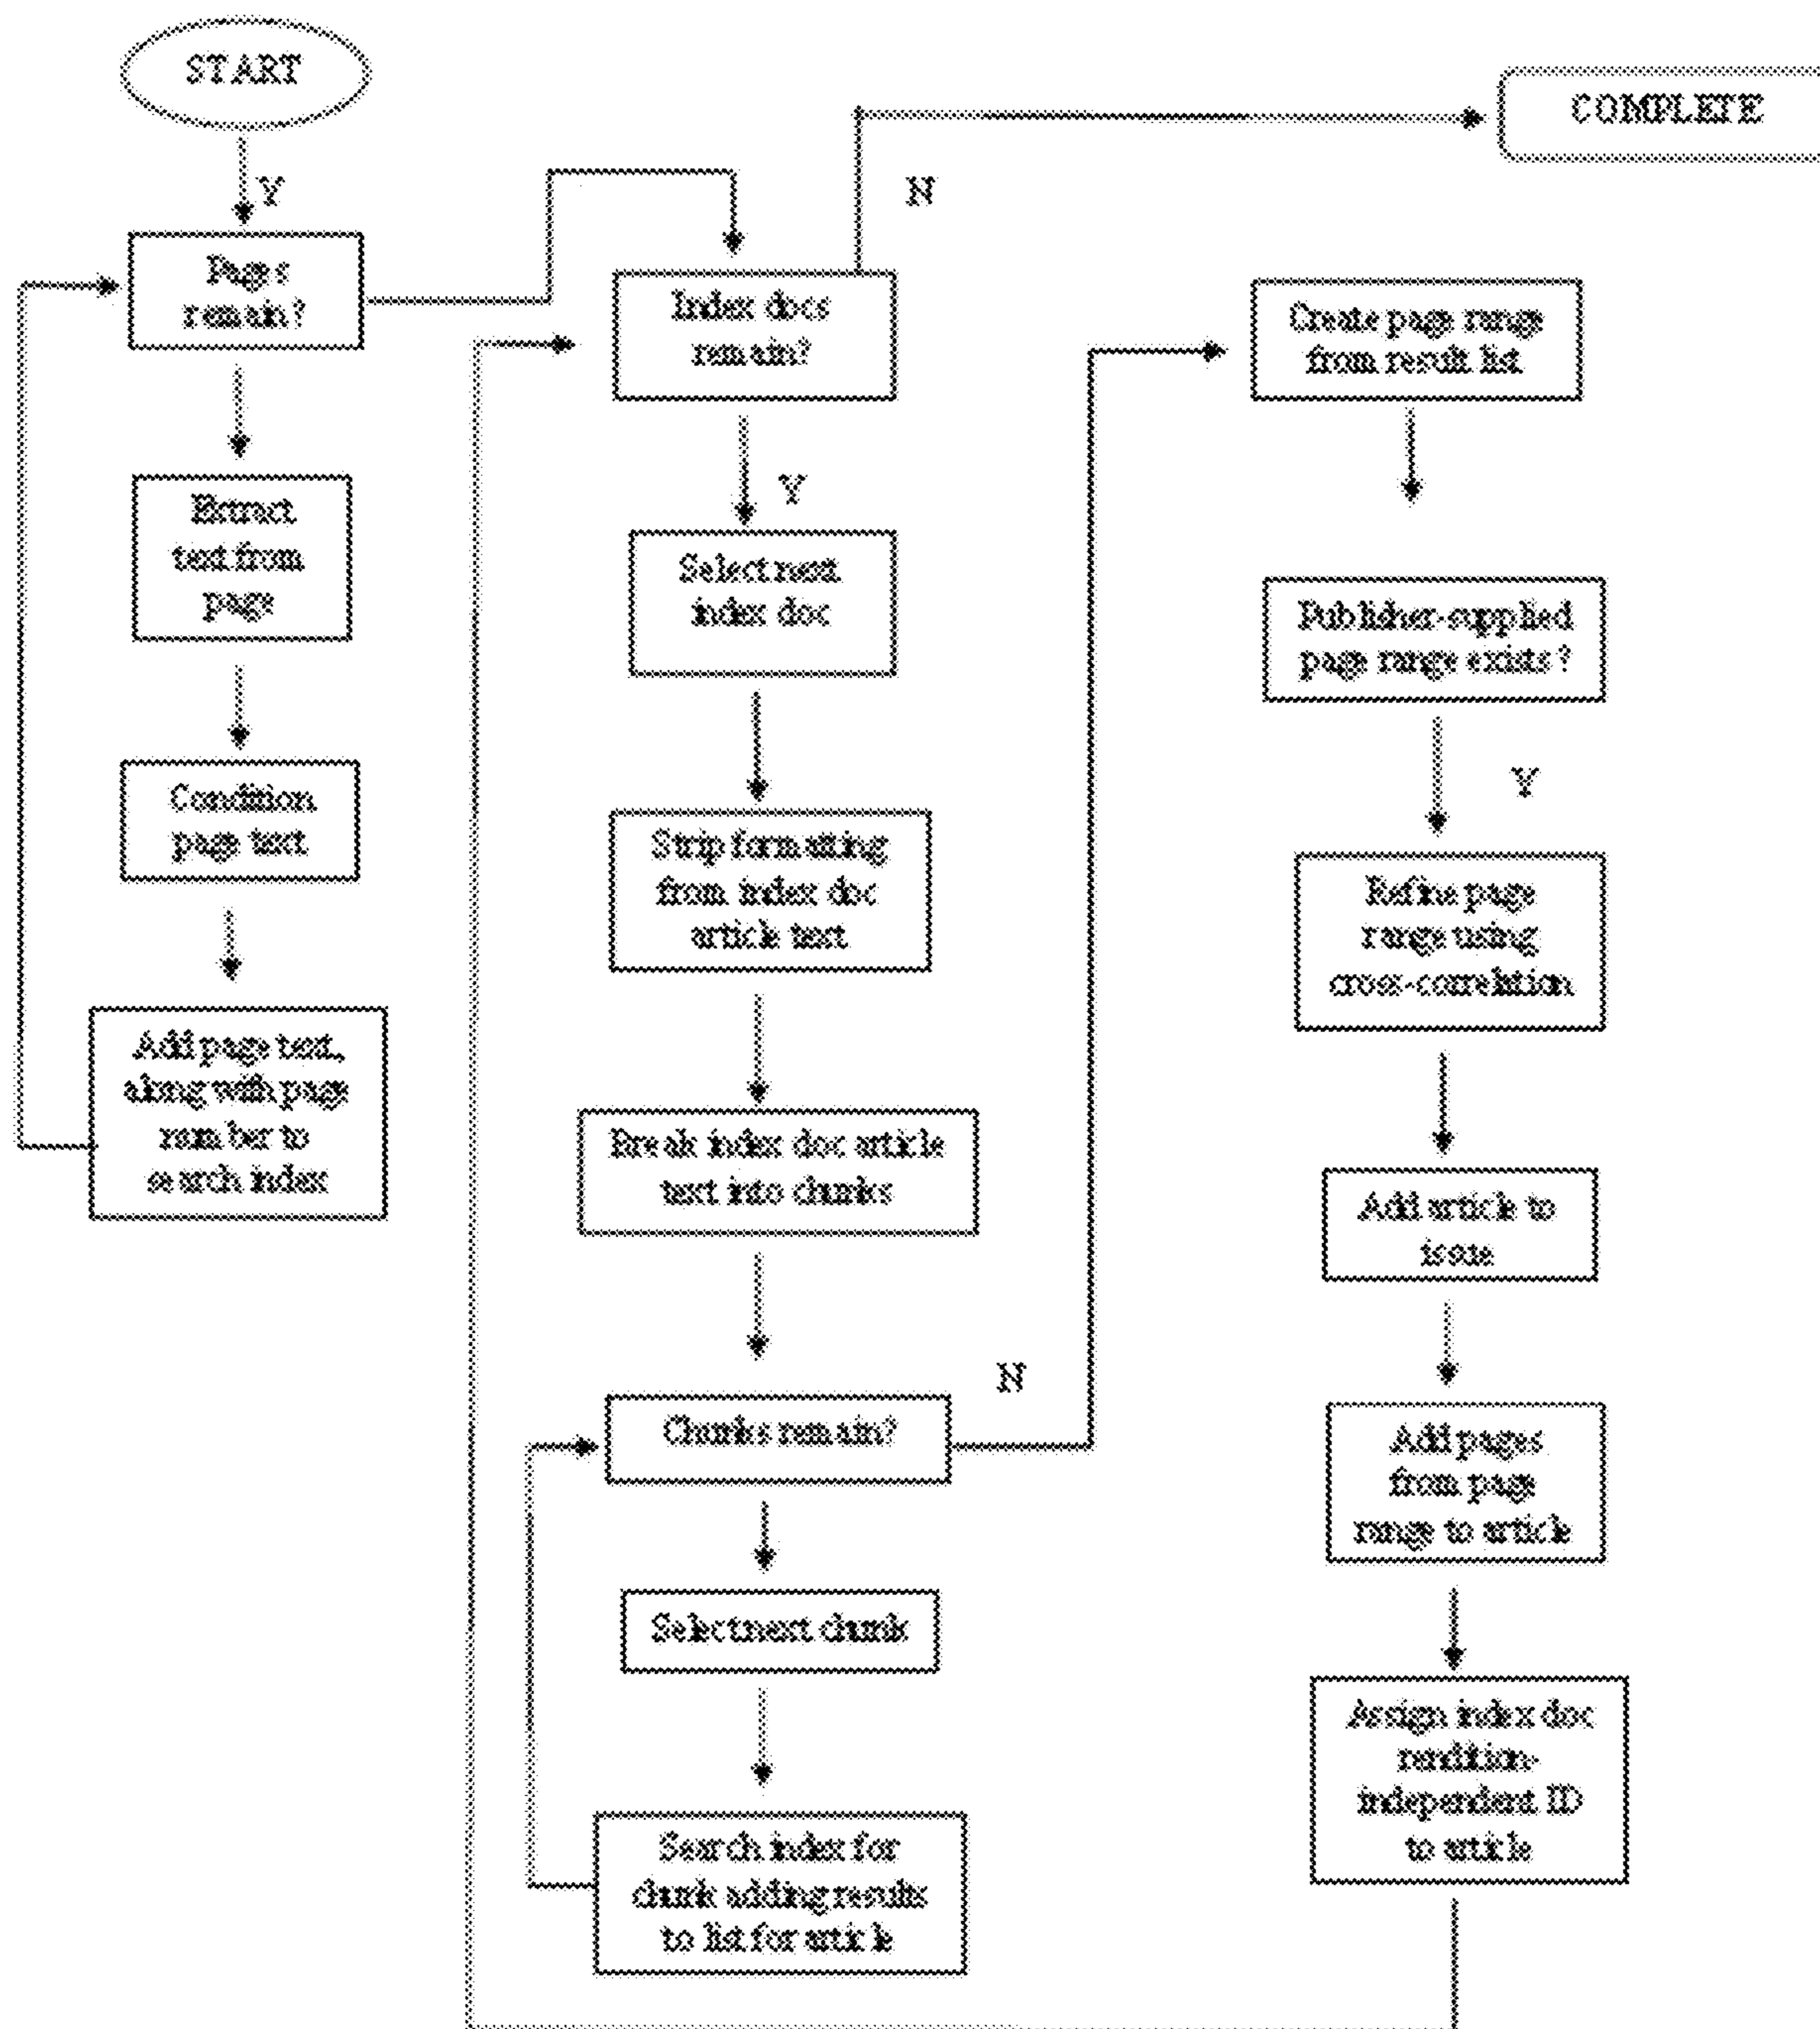 START
Y
Pages
remain?
Extract
text from
page
Condition
page text
Add page text,
along with page
number to
search index
Index docs
remain?
N
COMPLETE
Y
Select next
index doc
Strip formatting
from index doc
article text
Break index doc article
text into chunks
Chunks remain?
N
Select next chunk
Search index for
chunk adding results
to list for article
Create page range
from result list
Publisher-supplied
page range exists?
Y
Refine page
range using
cross-correlation
Add article to
issue
Add pages
from page
range to article
Assign index doc
rendition-
independent ID
to article